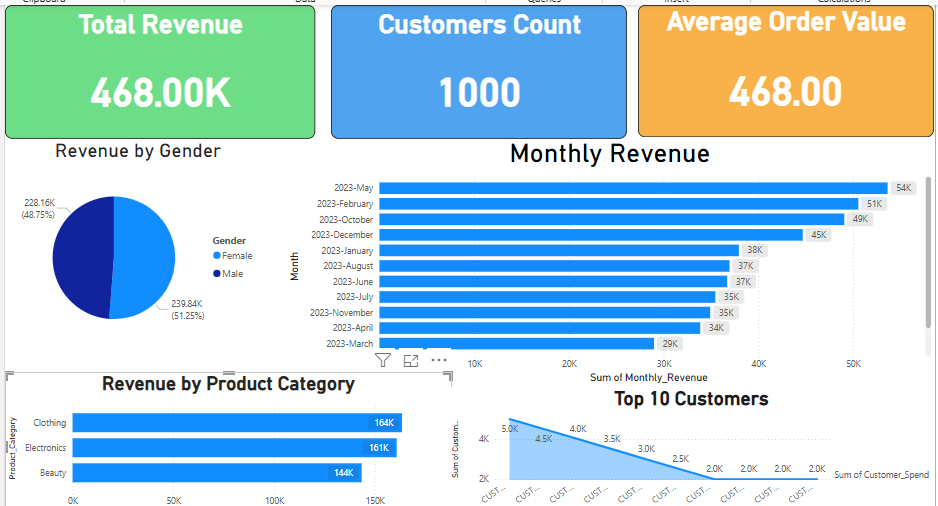 Clipboard
Data
Queries
Insert
Calculations
Total Revenue
468.00K
Customers Count
1000
Average Order Value
468.00
Revenue by Gender
228.16K
(48.75%)
239.84K
(51.25%)
Gender
Female
Male
Monthly Revenue
Month
2023-May 54K
2023-February 51K
2023-October 49K
2023-December 45K
2023-January 38K
2023-August 37K
2023-June 37K
2023-July 35K
2023-November 35K
2023-April 34K
2023-March 29K
10K 20K 30K 40K 50K
Sum of Monthly_Revenue
Revenue by Product Category
Product_Category
Clothing 164K
Electronics 161K
Beauty 144K
0K 50K 100K 150K
Top 10 Customers
Sum of Custom...
4K
2K
5.0K 4.5K 4.0K 3.5K 3.0K 2.5K 2.0K 2.0K 2.0K 2.0K
CUST... CUST... CUST... CUST... CUST... CUST... CUST... CUST... CUST... CUST...
Sum of Customer_Spend